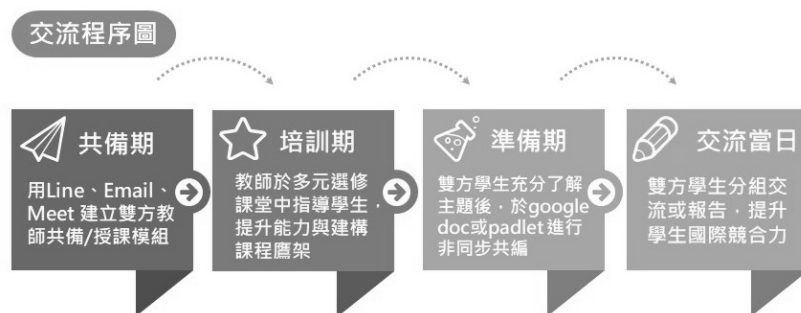 交流程序圖
共備期
用Line、Email、
Meet 建立雙方教
師共備/授課模組
培訓期
教師於多元選修
課堂中指導學生，
提升能力與建構
課程鷹架
準備期
雙方學生充分了解
主題後，於google
doc或padlet 進行
非同步共編
交流當日
雙方學生分組交
流或報告，提升
學生國際競合力